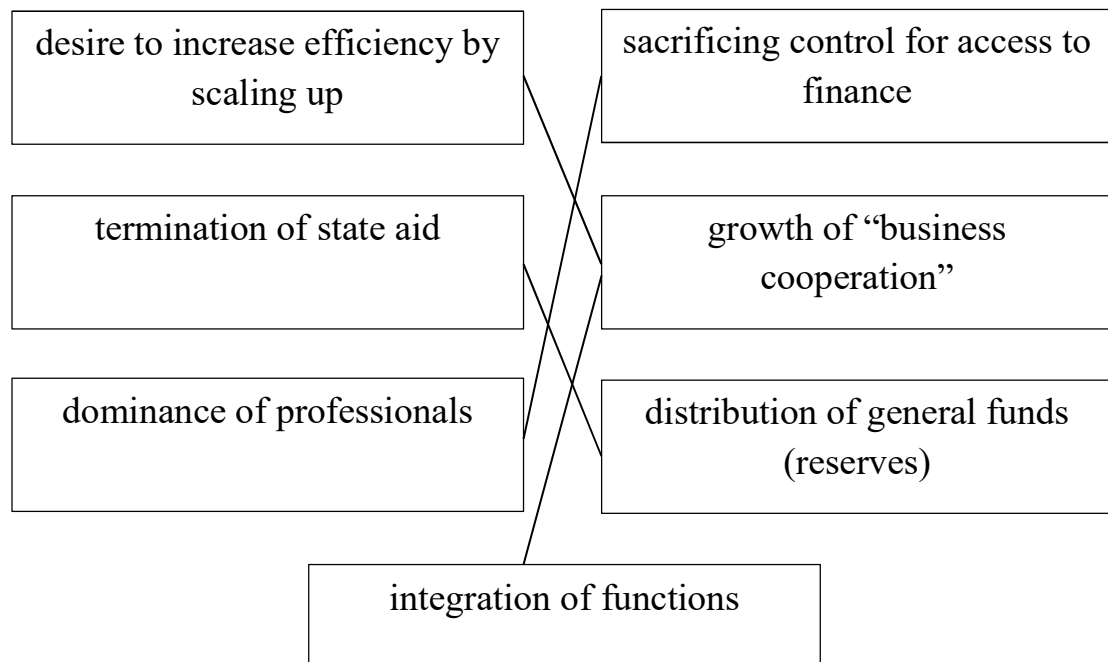 desire to increase efficiency by
scaling up
sacrificing control for access to
finance
termination of state aid
growth of “business
cooperation”
dominance of professionals
distribution of general funds
(reserves)
integration of functions